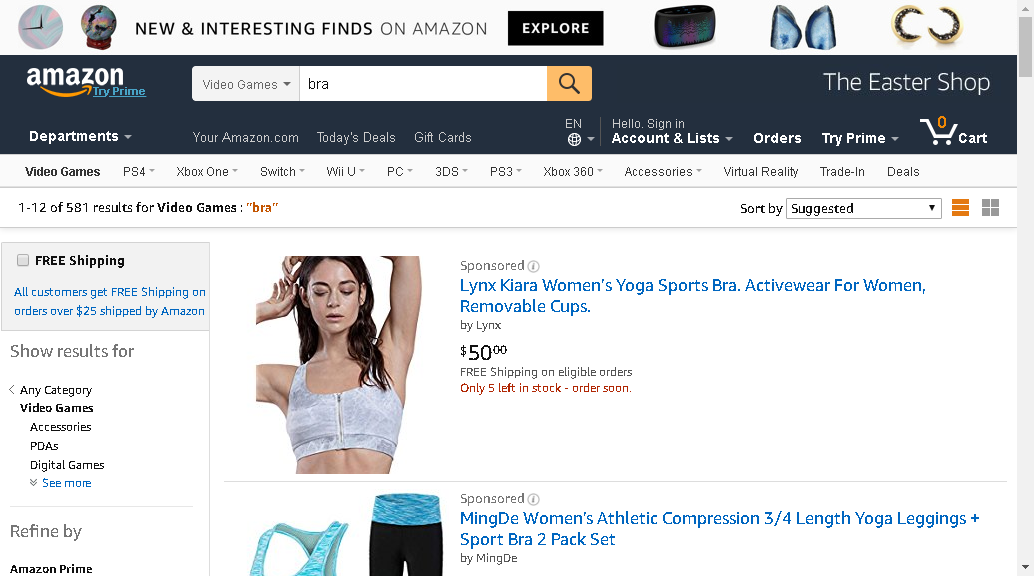 NEW & INTERESTING FINDS ON AMAZON EXPLORE
amazon
Try Prime
Video Games bra
The Easter Shop
Departments
Your Amazon.com Today's Deals Gift Cards
EN
Hello. Sign in
Account & Lists
Orders
Try Prime
0
Cart
Video Games PS4 Xbox One Switch Wii U PC 3DS PS3 Xbox 360 Accessories Virtual Reality Trade-In Deals
1-12 of 581 results for Video Games : "bra"
Sort by Suggested
FREE Shipping
All customers get FREE Shipping on
orders over $25 shipped by Amazon
Show results for
Any Category
Video Games
Accessories
PDAs
Digital Games
See more
Refine by
Amazon Prime
Sponsored
Lynx Kiara Women's Yoga Sports Bra. Activewear For Women,
Removable Cups.
by Lynx
$5000
FREE Shipping on eligible orders
Only 5 left in stock - order soon.
Sponsored
MingDe Women's Athletic Compression 3/4 Length Yoga Leggings +
Sport Bra 2 Pack Set
by MingDe